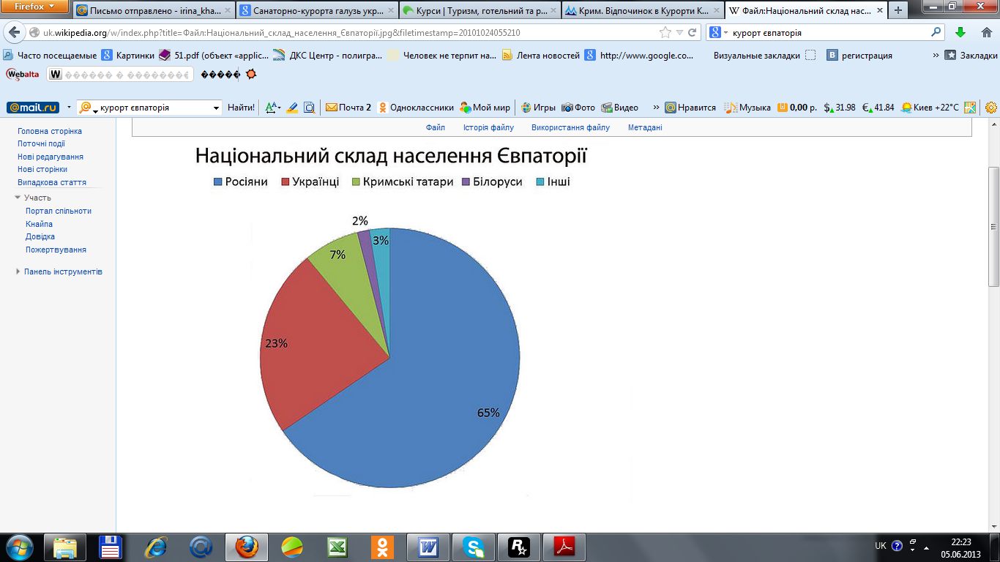 Firefox
Письмо отправлено - irina_kha...
Санаторно-курорта галузь укр...
Курси | Туризм, готельний та р...
Крим. Відпочинок в Курорти К...
Файл:Національний склад нас...
uk.wikipedia.org/w/index.php?title=Файл:Національний_склад_населення_Євпаторії.jpg&filetimestamp=20101024055210
курорт євпаторія
Часто посещаемые
Картинки
51.pdf (объект «applic...
ДКС Центр - полигра...
Человек не терпит на...
Лента новостей
http://www.google.co...
Визуальные закладки
регистрация
»
Закладки
Webalta
W ������ � ��������
�����
@mail.ru
курорт євпаторія
Найти!
Почта 2
Одноклассники
Мой мир
Игры
Фото
Видео
»
Нравится
Музыка
0,00 р.
$ 31.98
€ 41.84
Киев +22°C
Головна сторінка
Поточні події
Нові редагування
Нові сторінки
Випадкова стаття
Участь
Портал спільноти
Кнайпа
Довідка
Пожертвування
Панель інструментів
Файл
Історія файлу
Використання файлу
Метадані
Національний склад населення Євпаторії
Росіяни
Українці
Кримські татари
Білоруси
Інші
2%
3%
7%
23%
65%
UK
22:23
05.06.2013